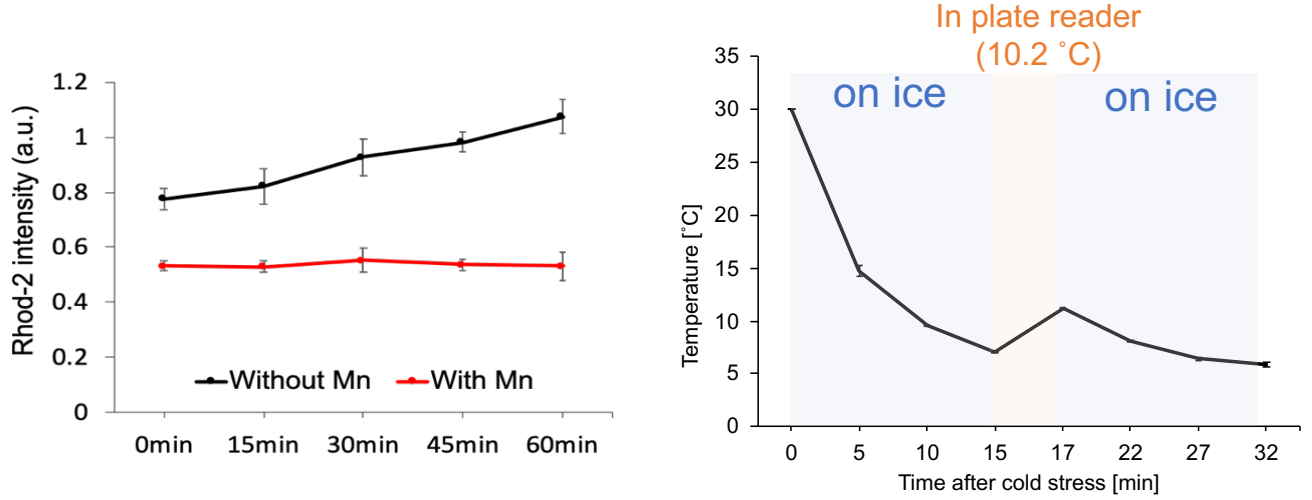 Rhod-2 intensity (a.u.)
1.2
1
0.8
0.6
0.4
0.2
0
Without Mn
With Mn
0min 15min 30min 45min 60min
In plate reader
(10.2 ˚C)
on ice
on ice
Temperature [˚C]
35
30
25
20
15
10
5
0
0 5 10 15 17 22 27 32
Time after cold stress [min]